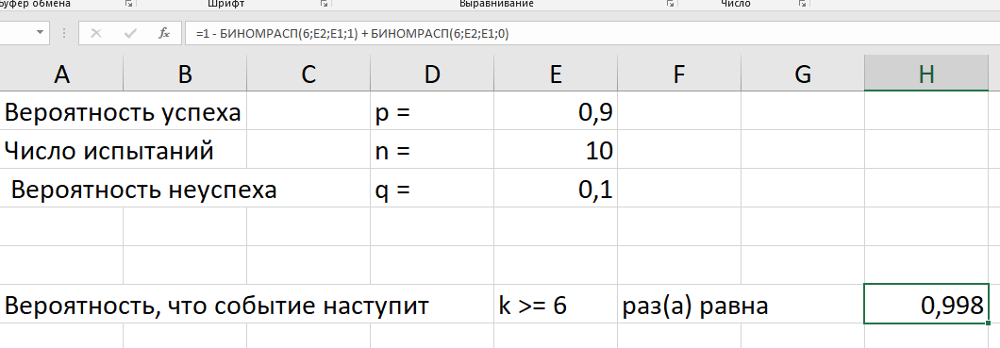 буфер обмена Шрифт Выравнивание Число
fx =1 - БИНОМРАСП(6;E2;E1;1) + БИНОМРАСП(6;E2;E1;0)
A B C D E F G H
Вероятность успеха p = 0,9
Число испытаний n = 10
Вероятность неуспеха q = 0,1
Вероятность, что событие наступит k >= 6 раз(а) равна 0,998